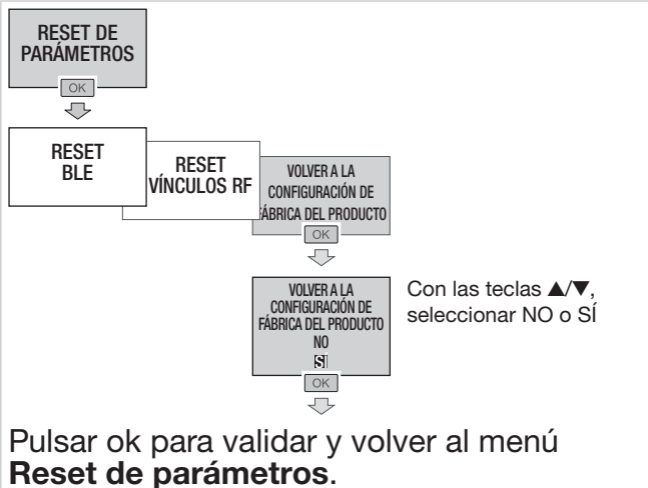 RESET DE
PARÁMETROS
OK
RESET
BLE
RESET
VÍNCULOS RF
VOLVER A LA
CONFIGURACIÓN DE
FÁBRICA DEL PRODUCTO
OK
VOLVER A LA
CONFIGURACIÓN DE
FÁBRICA DEL PRODUCTO
NO
SÍ
OK
Con las teclas ▲/▼,
seleccionar NO o SÍ
Pulsar ok para validar y volver al menú
Reset de parámetros.